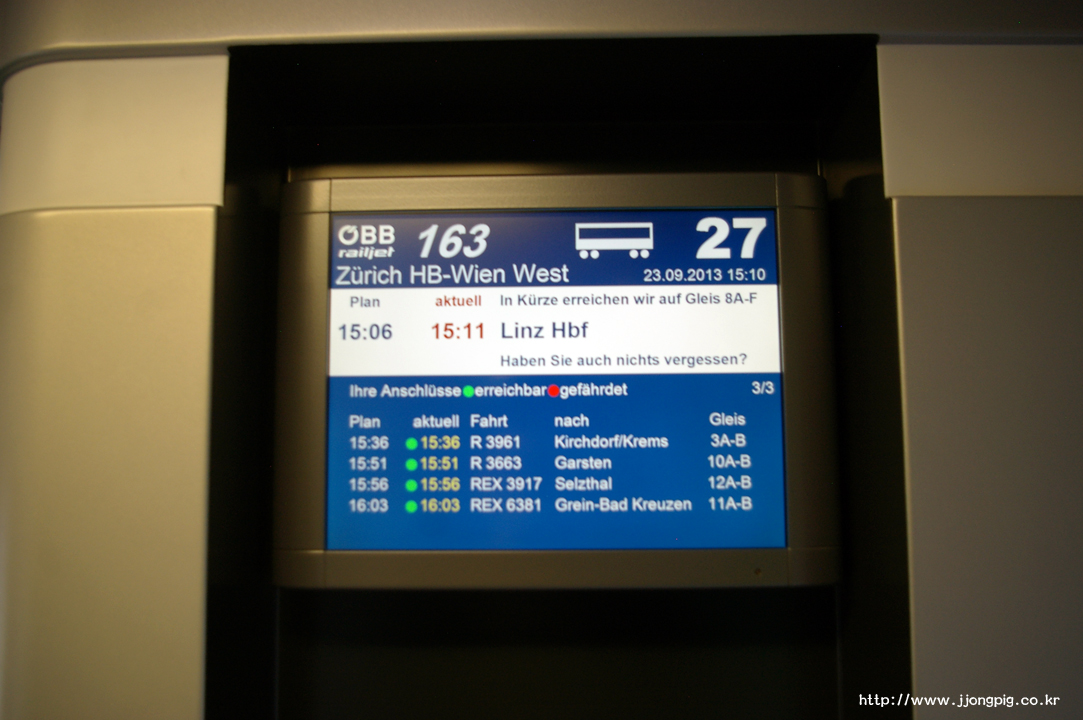 ÖBB 163 27
railjet
Zürich HB-Wien West 23.09.2013 15:10
Plan aktuell In Kürze erreichen wir auf Gleis 8A-F
15:06 15:11 Linz Hbf
Haben Sie auch nichts vergessen?
Ihre Anschlüsse erreichbar gefährdet 3/3
Plan aktuell Fahrt nach Gleis
15:36 15:36 R 3961 Kirchdorf/Krems 3A-B
15:51 15:51 R 3663 Garsten 10A-B
15:56 15:56 REX 3917 Selzthal 12A-B
16:03 16:03 REX 6381 Grein-Bad Kreuzen 11A-B
http://www.jjongpig.co.kr